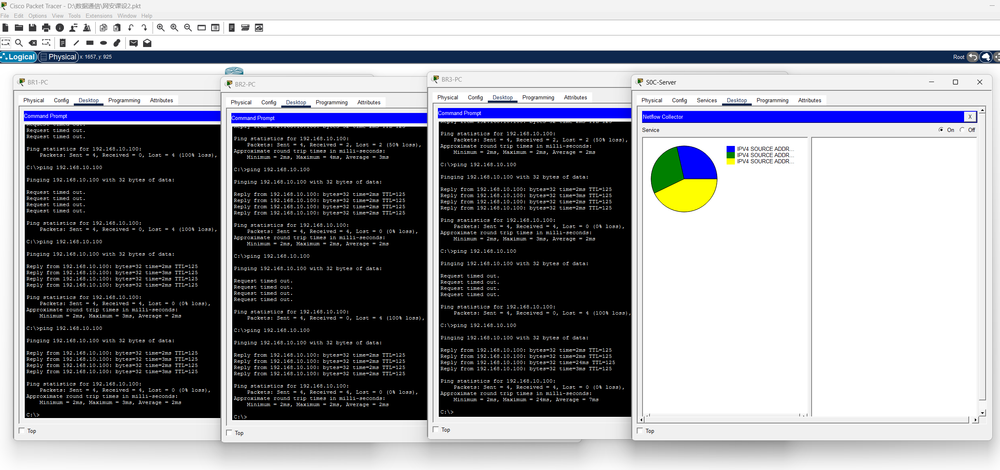 Cisco Packet Tracer - D:\数据通信\网安课设2.pkt
File Edit Options View Tools Extensions Window Help
Logical Physical x: 1657, y: 925 Root
BR1-PC
Physical Config Desktop Programming Attributes
Command Prompt
Request timed out.
Request timed out.
Request timed out.
Ping statistics for 192.168.10.100:
Packets: Sent = 4, Received = 0, Lost = 4 (100% loss),
C:\>ping 192.168.10.100
Pinging 192.168.10.100 with 32 bytes of data:
Request timed out.
Request timed out.
Request timed out.
Request timed out.
Ping statistics for 192.168.10.100:
Packets: Sent = 4, Received = 0, Lost = 4 (100% loss),
C:\>ping 192.168.10.100
Pinging 192.168.10.100 with 32 bytes of data:
Reply from 192.168.10.100: bytes=32 time=2ms TTL=125
Reply from 192.168.10.100: bytes=32 time=3ms TTL=125
Reply from 192.168.10.100: bytes=32 time=2ms TTL=125
Reply from 192.168.10.100: bytes=32 time=2ms TTL=125
Ping statistics for 192.168.10.100:
Packets: Sent = 4, Received = 4, Lost = 0 (0% loss),
Approximate round trip times in milli-seconds:
Minimum = 2ms, Maximum = 3ms, Average = 2ms
C:\>ping 192.168.10.100
Pinging 192.168.10.100 with 32 bytes of data:
Reply from 192.168.10.100: bytes=32 time=2ms TTL=125
Reply from 192.168.10.100: bytes=32 time=3ms TTL=125
Reply from 192.168.10.100: bytes=32 time=2ms TTL=125
Reply from 192.168.10.100: bytes=32 time=3ms TTL=125
Ping statistics for 192.168.10.100:
Packets: Sent = 4, Received = 4, Lost = 0 (0% loss),
Approximate round trip times in milli-seconds:
Minimum = 2ms, Maximum = 3ms, Average = 2ms
C:\>
Top
BR2-PC
Physical Config Desktop Programming Attributes
Command Prompt
Reply from 192.168.10.100: bytes=32 time=2ms TTL=125
Ping statistics for 192.168.10.100:
Packets: Sent = 4, Received = 2, Lost = 2 (50% loss),
Approximate round trip times in milli-seconds:
Minimum = 2ms, Maximum = 4ms, Average = 3ms
C:\>ping 192.168.10.100
Pinging 192.168.10.100 with 32 bytes of data:
Reply from 192.168.10.100: bytes=32 time=2ms TTL=125
Reply from 192.168.10.100: bytes=32 time=2ms TTL=125
Reply from 192.168.10.100: bytes=32 time=2ms TTL=125
Reply from 192.168.10.100: bytes=32 time=2ms TTL=125
Ping statistics for 192.168.10.100:
Packets: Sent = 4, Received = 4, Lost = 0 (0% loss),
Approximate round trip times in milli-seconds:
Minimum = 2ms, Maximum = 2ms, Average = 2ms
C:\>ping 192.168.10.100
Pinging 192.168.10.100 with 32 bytes of data:
Request timed out.
Request timed out.
Request timed out.
Request timed out.
Ping statistics for 192.168.10.100:
Packets: Sent = 4, Received = 0, Lost = 4 (100% loss),
C:\>ping 192.168.10.100
Pinging 192.168.10.100 with 32 bytes of data:
Reply from 192.168.10.100: bytes=32 time=2ms TTL=125
Reply from 192.168.10.100: bytes=32 time=2ms TTL=125
Reply from 192.168.10.100: bytes=32 time=2ms TTL=125
Reply from 192.168.10.100: bytes=32 time=2ms TTL=125
Ping statistics for 192.168.10.100:
Packets: Sent = 4, Received = 4, Lost = 0 (0% loss),
Approximate round trip times in milli-seconds:
Minimum = 2ms, Maximum = 2ms, Average = 2ms
C:\>
Top
BR3-PC
Physical Config Desktop Programming Attributes
Command Prompt
Reply from 192.168.10.100: bytes=32 time=2ms TTL=125
Ping statistics for 192.168.10.100:
Packets: Sent = 4, Received = 2, Lost = 2 (50% loss),
Approximate round trip times in milli-seconds:
Minimum = 2ms, Maximum = 2ms, Average = 2ms
C:\>ping 192.168.10.100
Pinging 192.168.10.100 with 32 bytes of data:
Reply from 192.168.10.100: bytes=32 time=2ms TTL=125
Reply from 192.168.10.100: bytes=32 time=3ms TTL=125
Reply from 192.168.10.100: bytes=32 time=2ms TTL=125
Reply from 192.168.10.100: bytes=32 time=2ms TTL=125
Ping statistics for 192.168.10.100:
Packets: Sent = 4, Received = 4, Lost = 0 (0% loss),
Approximate round trip times in milli-seconds:
Minimum = 2ms, Maximum = 3ms, Average = 2ms
C:\>ping 192.168.10.100
Pinging 192.168.10.100 with 32 bytes of data:
Request timed out.
Request timed out.
Request timed out.
Request timed out.
Ping statistics for 192.168.10.100:
Packets: Sent = 4, Received = 0, Lost = 4 (100% loss),
C:\>ping 192.168.10.100
Pinging 192.168.10.100 with 32 bytes of data:
Reply from 192.168.10.100: bytes=32 time=2ms TTL=125
Reply from 192.168.10.100: bytes=32 time=2ms TTL=125
Reply from 192.168.10.100: bytes=32 time=24ms TTL=125
Reply from 192.168.10.100: bytes=32 time=3ms TTL=125
Ping statistics for 192.168.10.100:
Packets: Sent = 4, Received = 4, Lost = 0 (0% loss),
Approximate round trip times in milli-seconds:
Minimum = 2ms, Maximum = 24ms, Average = 7ms
C:\>
Top
S0C-Server
Physical Config Services Desktop Programming Attributes
Netflow Collector X
Service On Off
IPV4 SOURCE ADDR...
IPV4 SOURCE ADDR...
IPV4 SOURCE ADDR...
Top